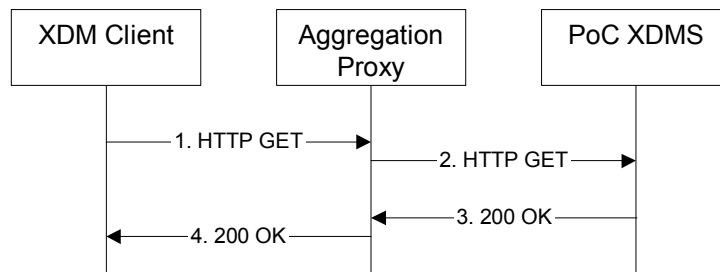 XDM Client
Aggregation
Proxy
PoC XDMS
1. HTTP GET
2. HTTP GET
3. 200 OK
4. 200 OK